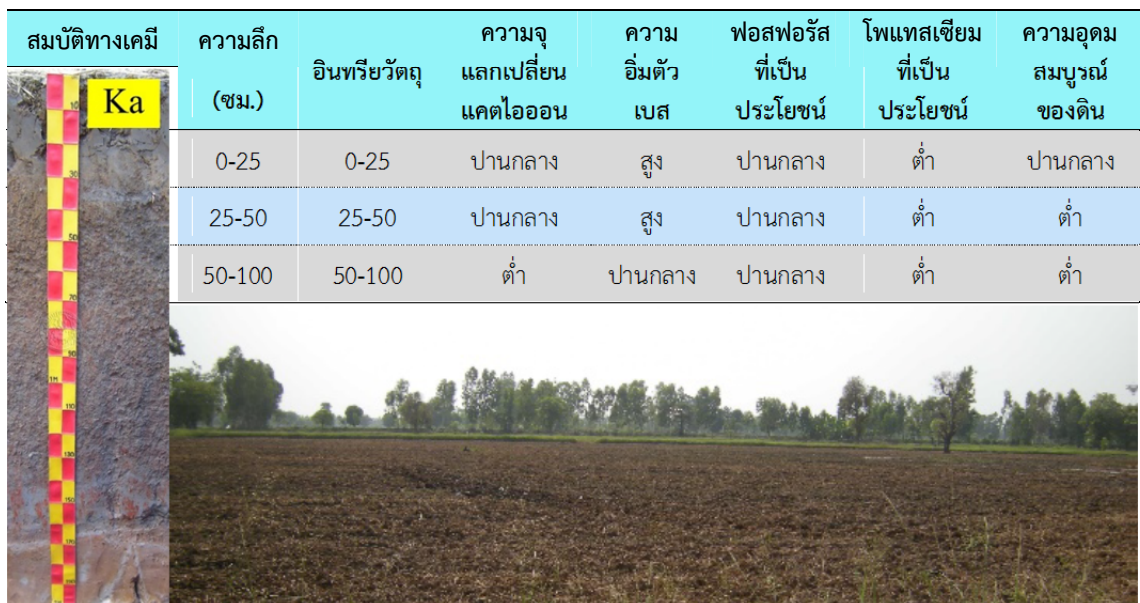 สมบัติทางเคมี ความลึก (ซม.) อินทรียวัตถุ ความจุแลกเปลี่ยนแคตไอออน ความอิ่มตัวเบส ฟอสฟอรัสที่เป็นประโยชน์ โพแทสเซียมที่เป็นประโยชน์ ความอุดมสมบูรณ์ของดิน
Ka
0-25 0-25 ปานกลาง สูง ปานกลาง ต่ำ ปานกลาง
25-50 25-50 ปานกลาง สูง ปานกลาง ต่ำ ต่ำ
50-100 50-100 ต่ำ ปานกลาง ปานกลาง ต่ำ ต่ำ
10
30
50
70
90
110
130
150